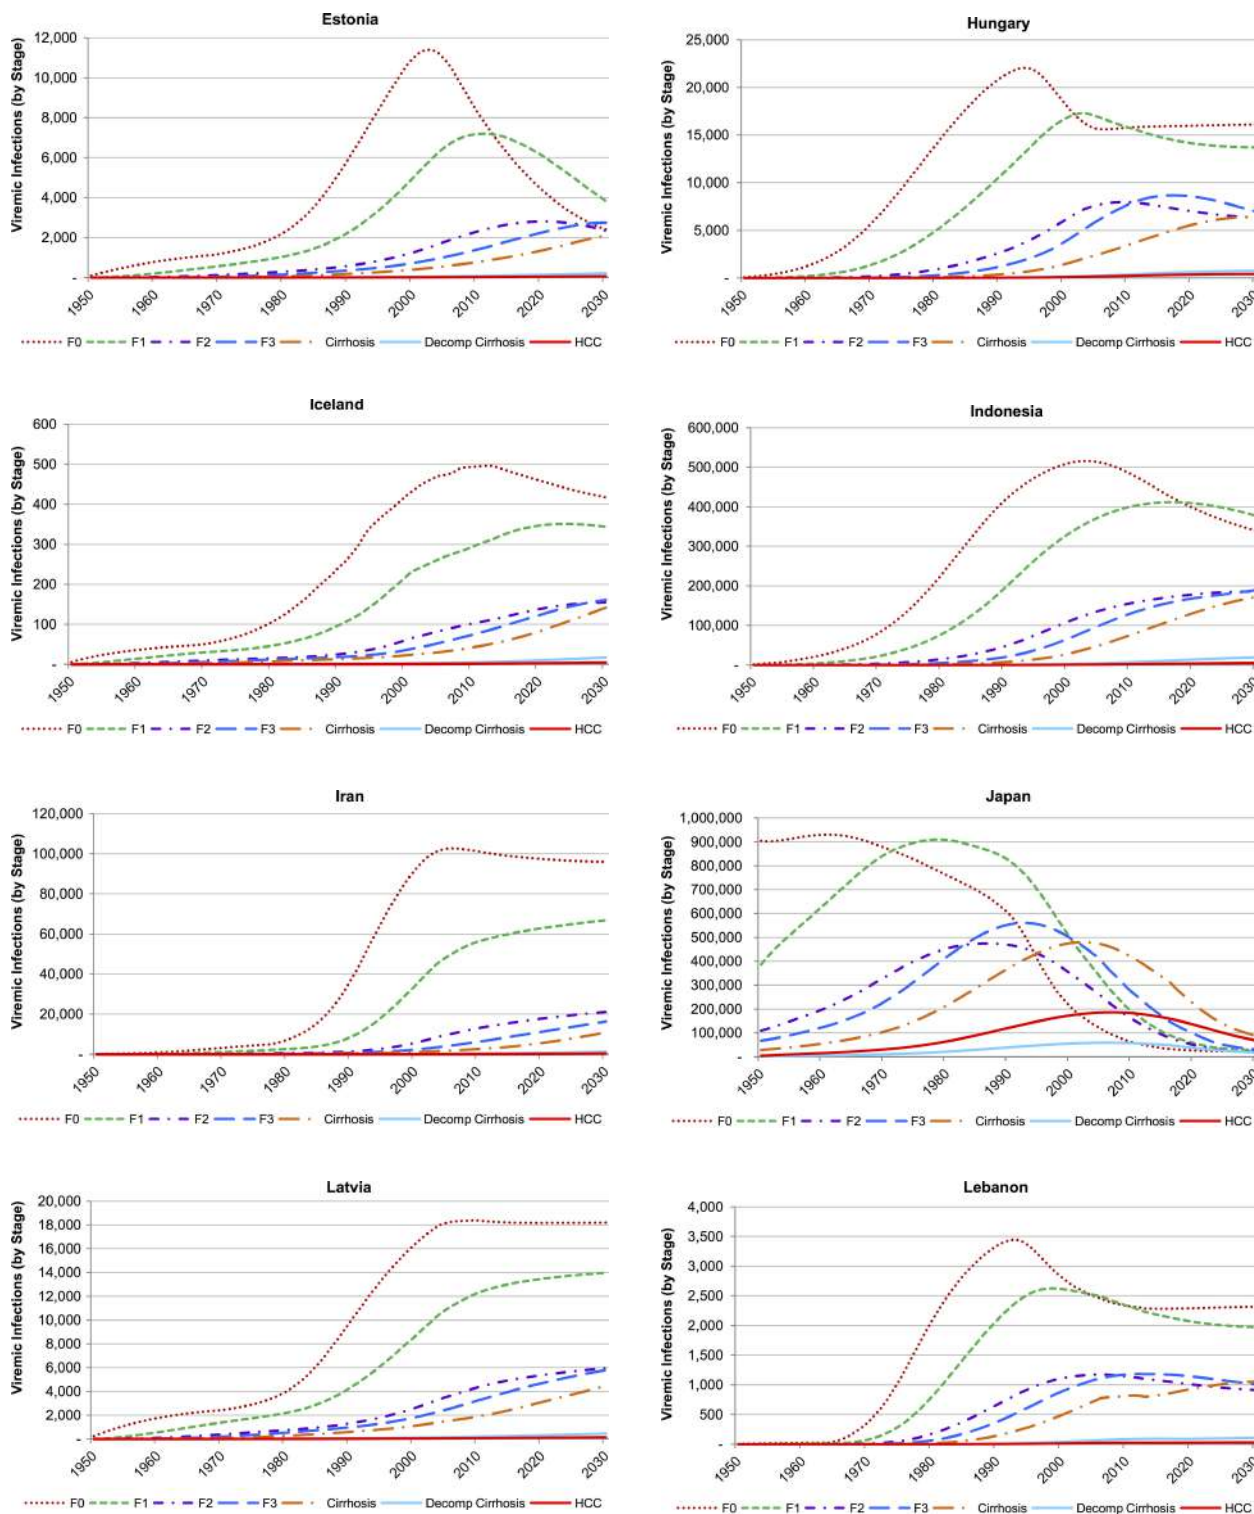 Estonia
Viremic Infections (by Stage)
12,000
10,000
8,000
6,000
4,000
2,000
-
1950 1960 1970 1980 1990 2000 2010 2020 2030
F0 F1 F2 F3 Cirrhosis Decomp Cirrhosis HCC
Hungary
Viremic Infections (by Stage)
25,000
20,000
15,000
10,000
5,000
-
1950 1960 1970 1980 1990 2000 2010 2020 2030
F0 F1 F2 F3 Cirrhosis Decomp Cirrhosis HCC
Iceland
Viremic Infections (by Stage)
600
500
400
300
200
100
-
1950 1960 1970 1980 1990 2000 2010 2020 2030
F0 F1 F2 F3 Cirrhosis Decomp Cirrhosis HCC
Indonesia
Viremic Infections (by Stage)
600,000
500,000
400,000
300,000
200,000
100,000
-
1950 1960 1970 1980 1990 2000 2010 2020 2030
F0 F1 F2 F3 Cirrhosis Decomp Cirrhosis HCC
Iran
Viremic Infections (by Stage)
120,000
100,000
80,000
60,000
40,000
20,000
-
1950 1960 1970 1980 1990 2000 2010 2020 2030
F0 F1 F2 F3 Cirrhosis Decomp Cirrhosis HCC
Japan
Viremic Infections (by Stage)
1,000,000
900,000
800,000
700,000
600,000
500,000
400,000
300,000
200,000
100,000
-
1950 1960 1970 1980 1990 2000 2010 2020 2030
F0 F1 F2 F3 Cirrhosis Decomp Cirrhosis HCC
Latvia
Viremic Infections (by Stage)
20,000
18,000
16,000
14,000
12,000
10,000
8,000
6,000
4,000
2,000
-
1950 1960 1970 1980 1990 2000 2010 2020 2030
F0 F1 F2 F3 Cirrhosis Decomp Cirrhosis HCC
Lebanon
Viremic Infections (by Stage)
4,000
3,500
3,000
2,500
2,000
1,500
1,000
500
-
1950 1960 1970 1980 1990 2000 2010 2020 2030
F0 F1 F2 F3 Cirrhosis Decomp Cirrhosis HCC